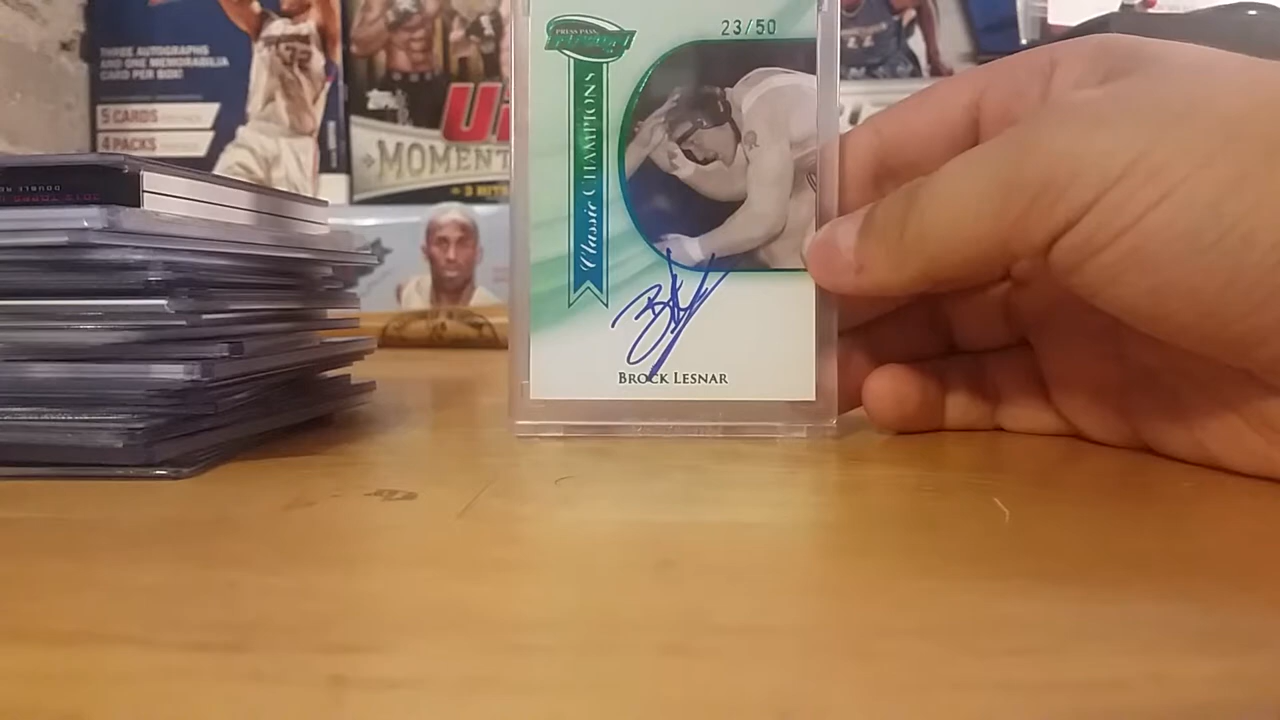 THREE AUTOGRAPHS
AND ONE MEMORABILIA
CARD PER BOX!
5 CARDS
4 PACKS
Topps
MOMENT
PRESS PASS
23/50
Classic CHAMPIONS
BROCK LESNAR